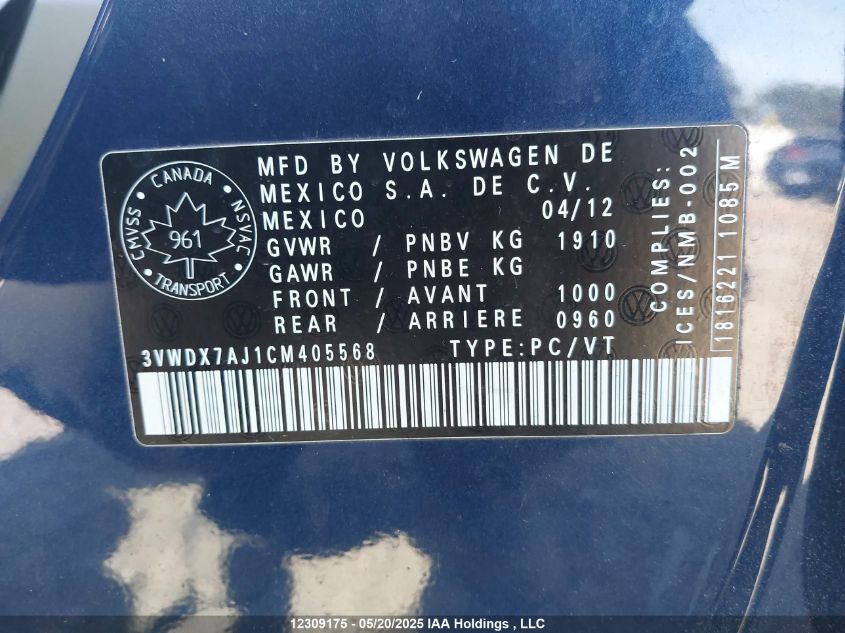 CANADA
CMVSS
NSVAC
961
TRANSPORT
MFD BY VOLKSWAGEN DE
MEXICO S.A. DE C.V.
MEXICO 04/12
GVWR / PNBV KG 1910
GAWR / PNBE KG
FRONT / AVANT 1000
REAR / ARRIERE 0960
3VWDX7AJ1CM405568 TYPE:PC/VT
COMPLIES:
ICES/NMB-002
1816221 1085 M
12309175 - 05/20/2025 IAA Holdings , LLC